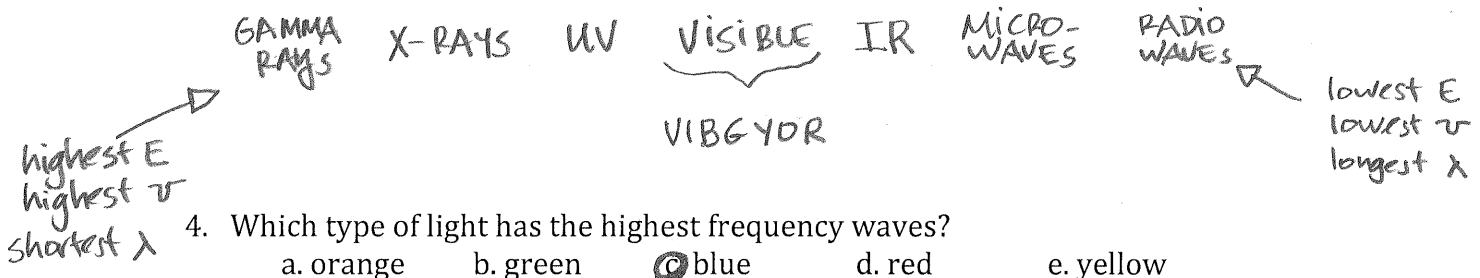 GAMMA RAYS X-RAYS UV VISIBLE IR MICRO-WAVES RADIO WAVES
VIBGYOR
highest E
highest ν
shortest λ
lowest E
lowest ν
longest λ
4. Which type of light has the highest frequency waves?
a. orange b. green c blue d. red e. yellow